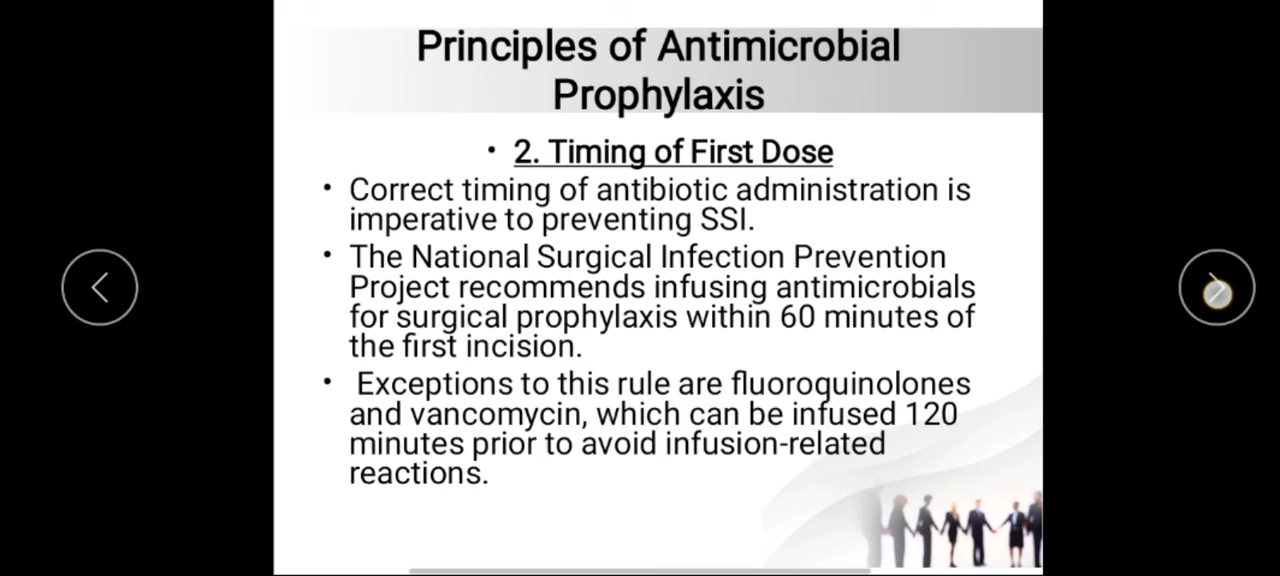 Principles of Antimicrobial
Prophylaxis
• 2. Timing of First Dose
• Correct timing of antibiotic administration is
imperative to preventing SSI.
• The National Surgical Infection Prevention
Project recommends infusing antimicrobials
for surgical prophylaxis within 60 minutes of
the first incision.
• Exceptions to this rule are fluoroquinolones
and vancomycin, which can be infused 120
minutes prior to avoid infusion-related
reactions.